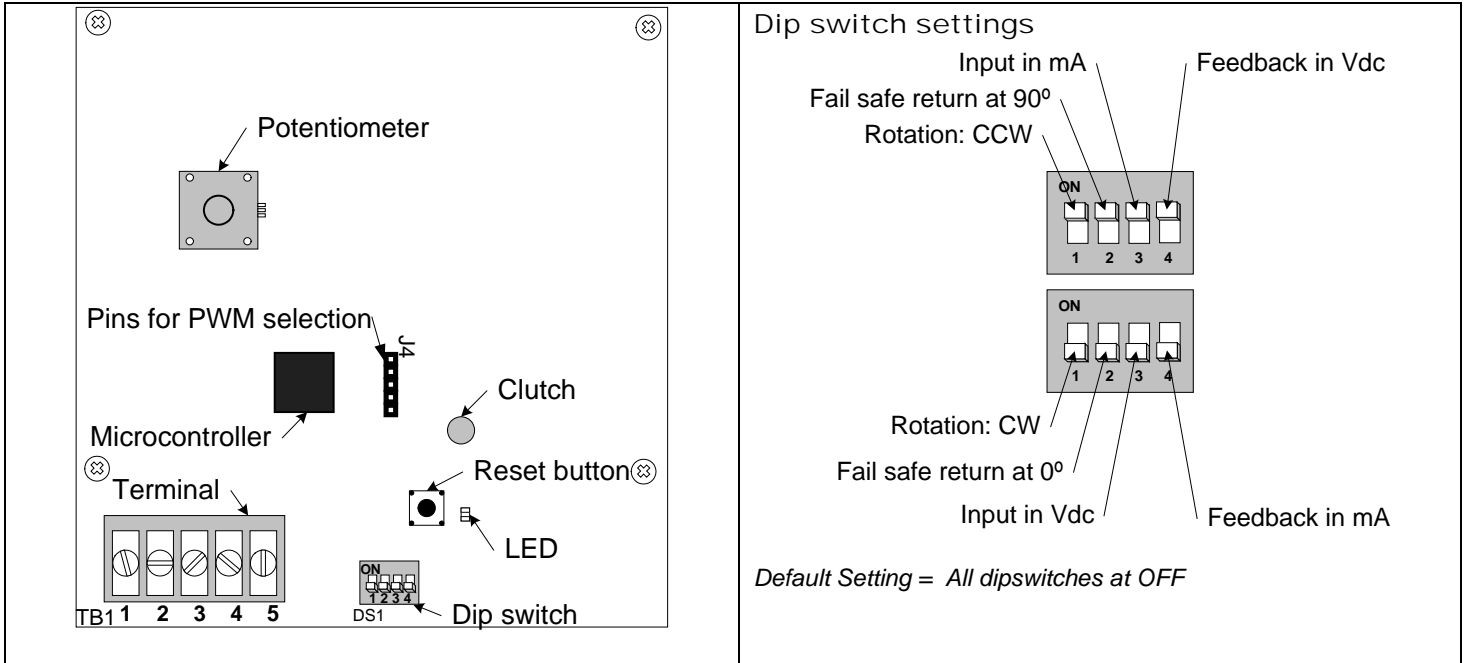 Potentiometer
Pins for PWM selection
J4
Clutch
Microcontroller
Reset button
Terminal
LED
ON
1 2 3 4
Dip switch
TB1 1 2 3 4 5
DS1
Dip switch settings
Input in mA
Feedback in Vdc
Fail safe return at 90º
Rotation: CCW
ON
1 2 3 4
ON
1 2 3 4
Rotation: CW
Fail safe return at 0º
Input in Vdc
Feedback in mA
Default Setting = All dipswitches at OFF